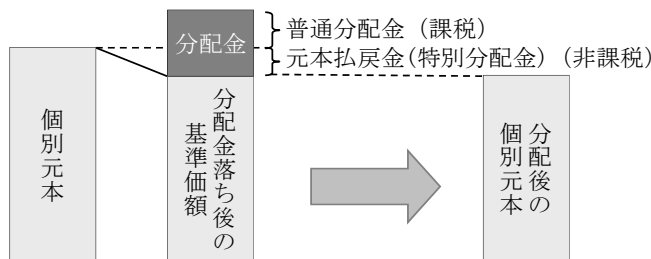 分配金
普通分配金（課税）
元本払戻金(特別分配金)（非課税）
個別元本
分配金落ち後の
基準価額
分配後の
個別元本